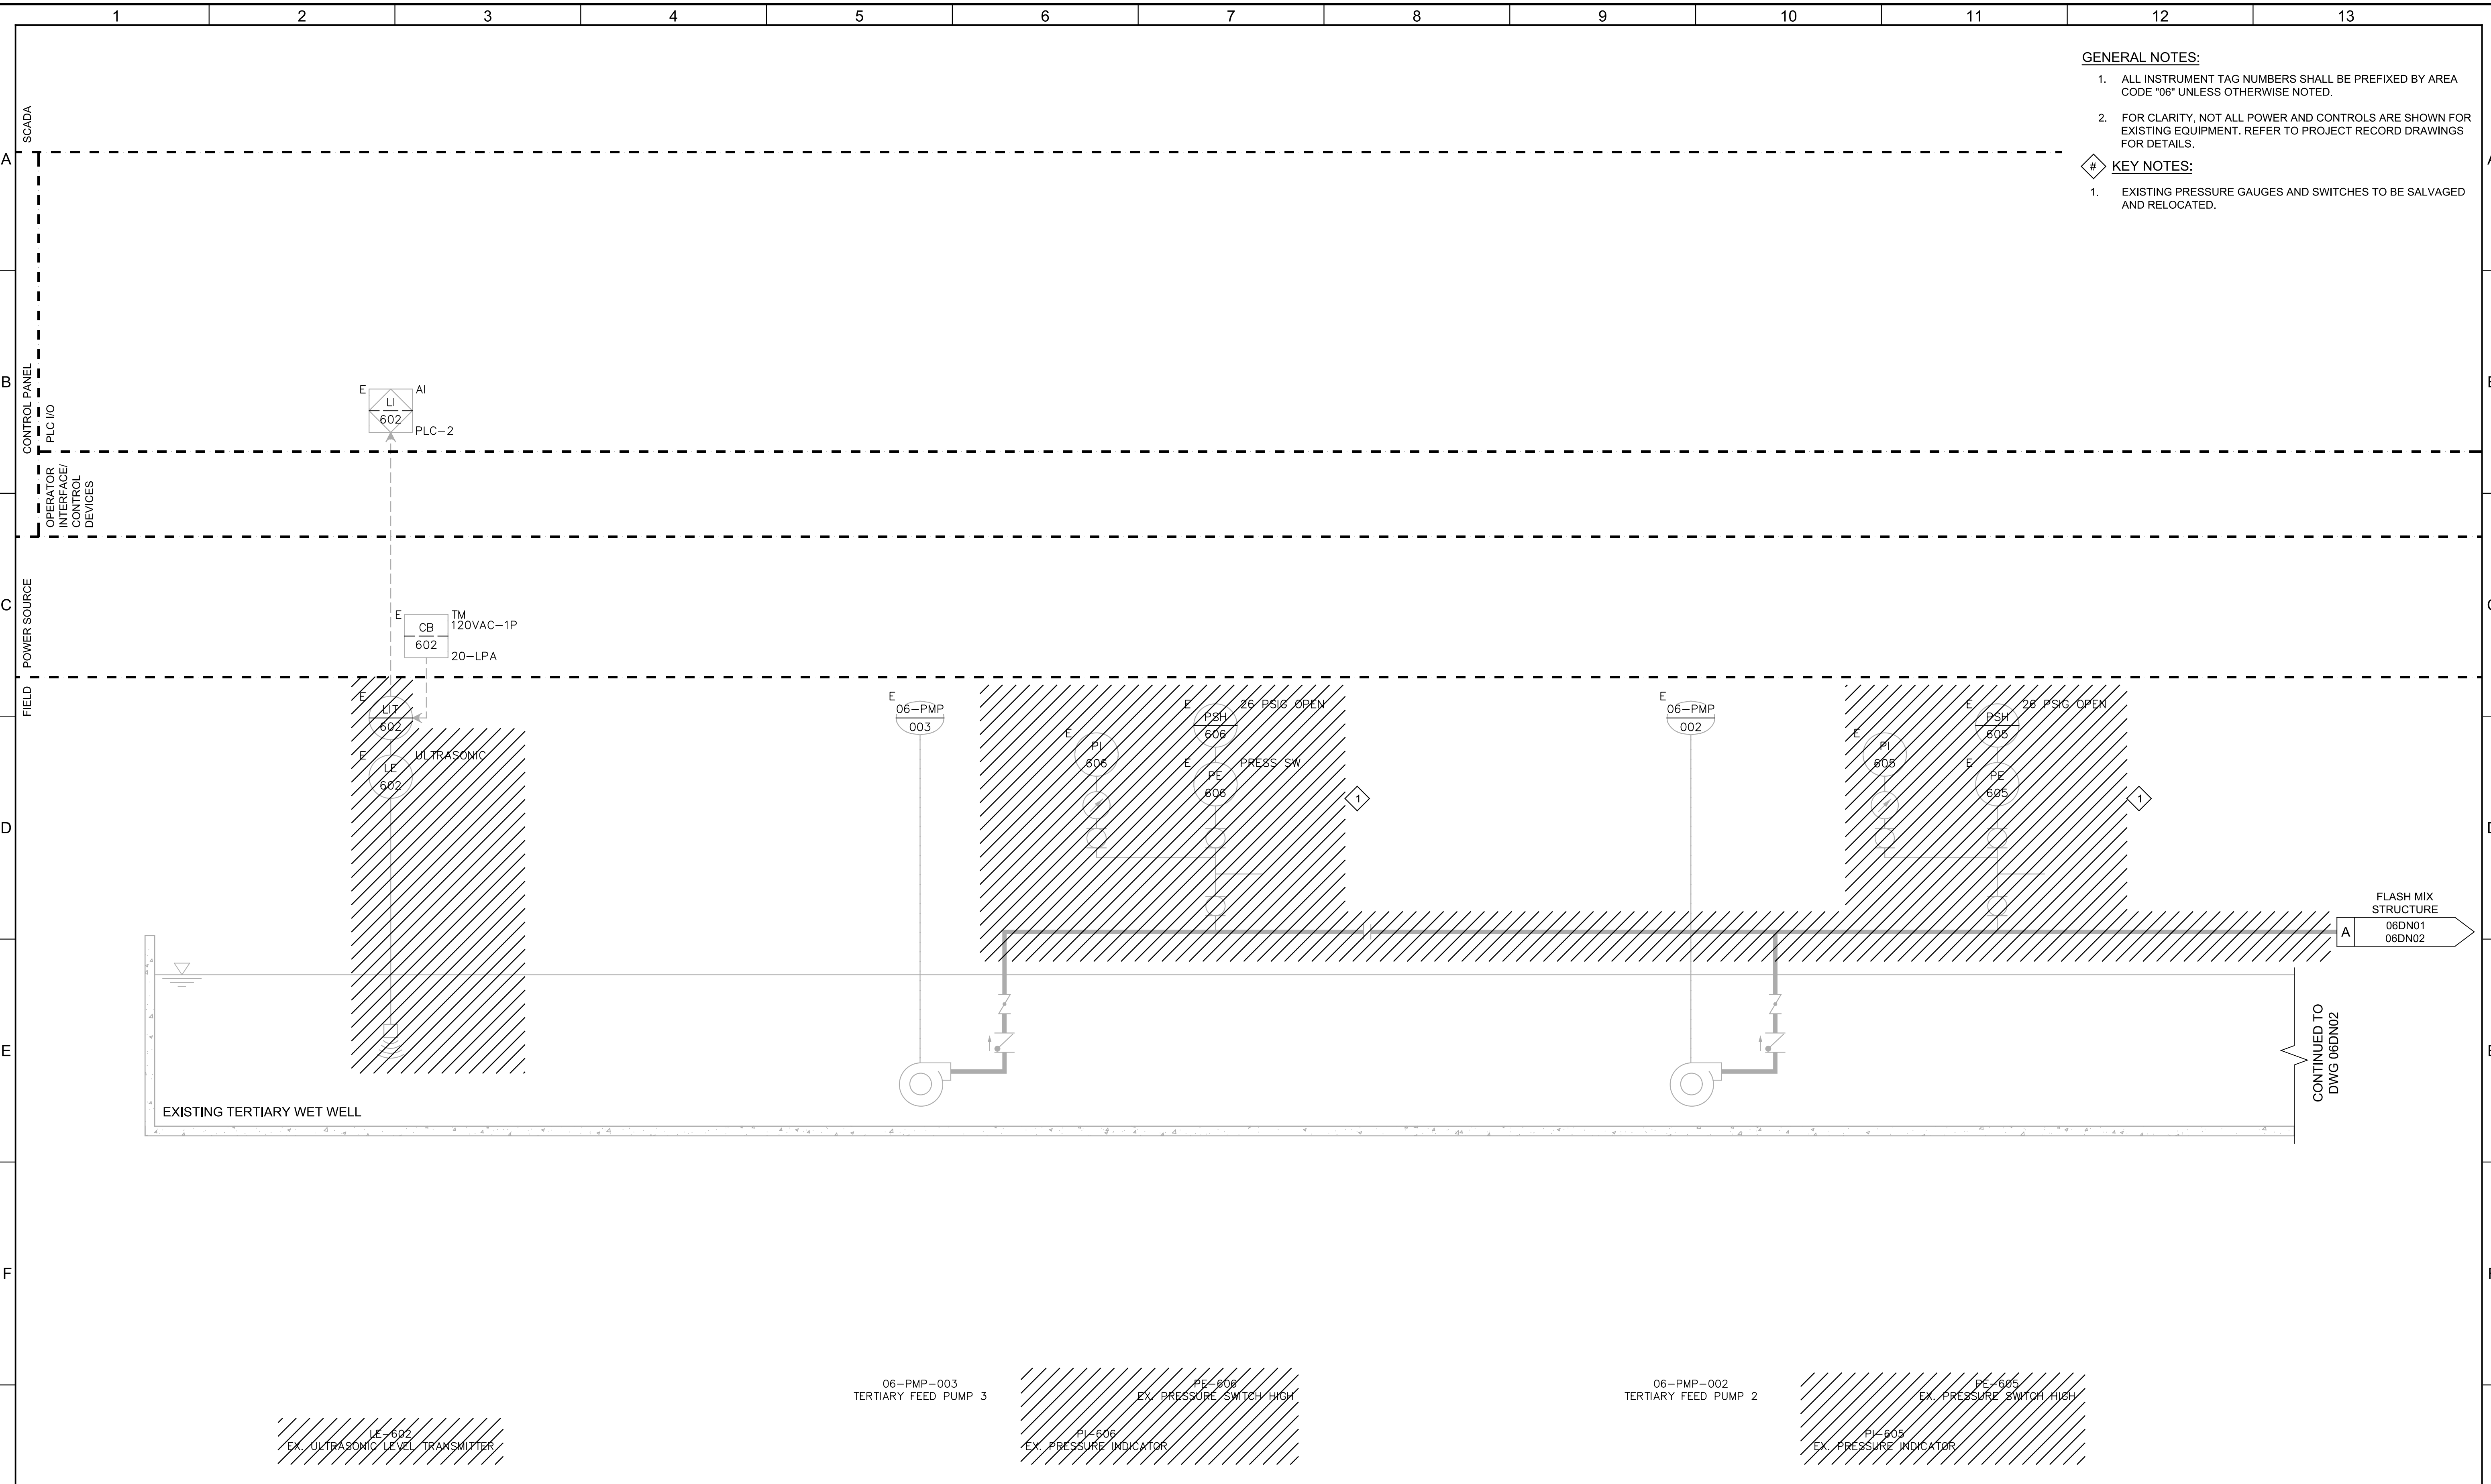 1 2 3 4 5 6 7 8 9 10 11 12 13
GENERAL NOTES:
1. ALL INSTRUMENT TAG NUMBERS SHALL BE PREFIXED BY AREA
CODE "06" UNLESS OTHERWISE NOTED.
2. FOR CLARITY, NOT ALL POWER AND CONTROLS ARE SHOWN FOR
EXISTING EQUIPMENT. REFER TO PROJECT RECORD DRAWINGS
FOR DETAILS.
# KEY NOTES:
1. EXISTING PRESSURE GAUGES AND SWITCHES TO BE SALVAGED
AND RELOCATED.
SCADA
A
B
CONTROL PANEL
PLC I/O
OPERATOR
INTERFACE/
CONTROL
DEVICES
E
LI
602
AI
PLC-2
C
POWER SOURCE
E
CB
602
TM
120VAC-1P
20-LPA
FIELD
E
LIT
602
E
LE
602
ULTRASONIC
E
06-PMP
003
E
PI
606
E
PSH
606
26 PSIG OPEN
E
PE
606
PRESS SW
1
E
06-PMP
002
E
PI
605
E
PSH
605
26 PSIG OPEN
E
PE
605
1
D
FLASH MIX
STRUCTURE
A
06DN01
06DN02
E
EXISTING TERTIARY WET WELL
CONTINUED TO
DWG 06DN02
F
06-PMP-003
TERTIARY FEED PUMP 3
PE-606
EX. PRESSURE SWITCH HIGH
06-PMP-002
TERTIARY FEED PUMP 2
PE-605
EX. PRESSURE SWITCH HIGH
LE-602
EX. ULTRASONIC LEVEL TRANSMITTER
PI-606
EX. PRESSURE INDICATOR
PI-605
EX. PRESSURE INDICATOR